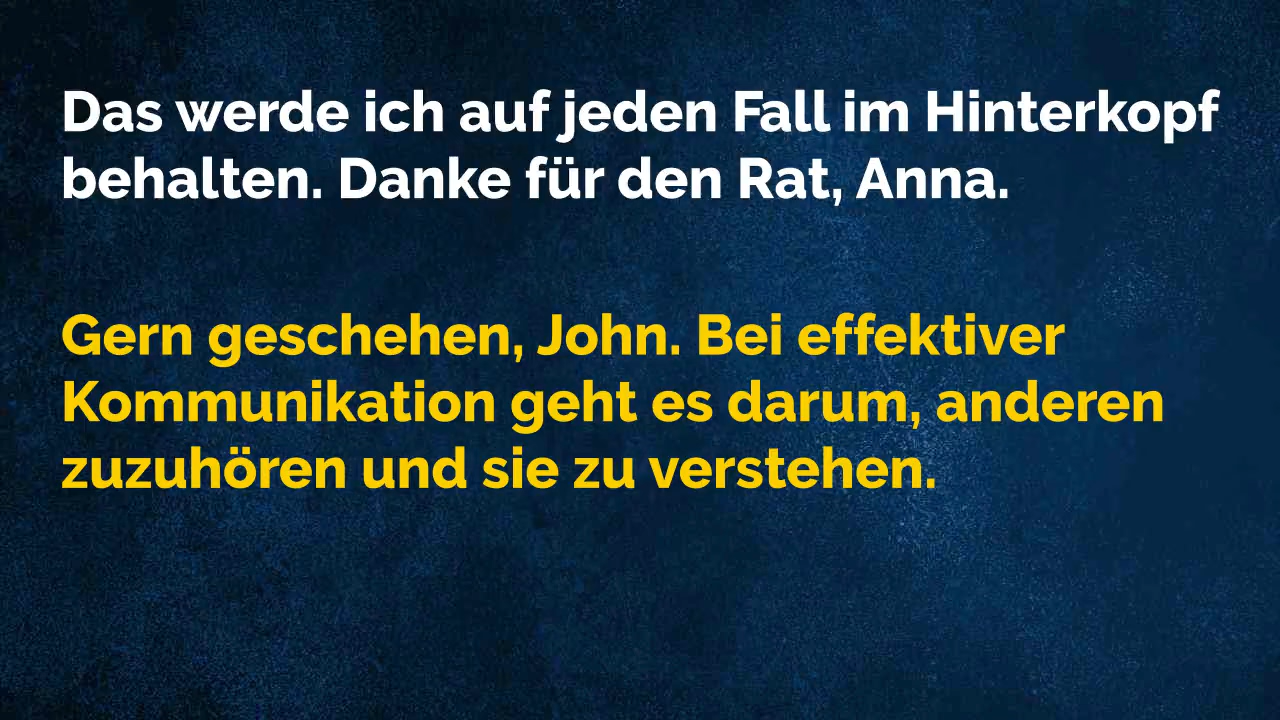 Das werde ich auf jeden Fall im Hinterkopf
behalten. Danke für den Rat, Anna.
Gern geschehen, John. Bei effektiver
Kommunikation geht es darum, anderen
zuzuhören und sie zu verstehen.